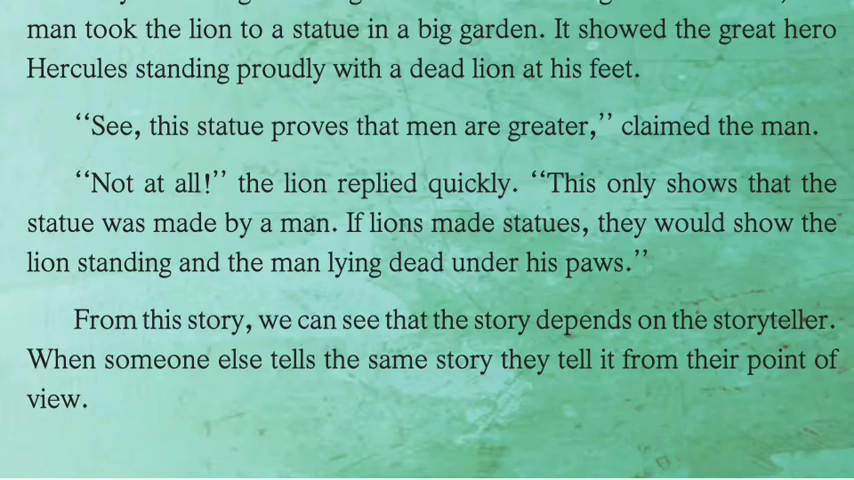 man took the lion to a statue in a big garden. It showed the great hero
Hercules standing proudly with a dead lion at his feet.
“See, this statue proves that men are greater,” claimed the man.
“Not at all!” the lion replied quickly. “This only shows that the
statue was made by a man. If lions made statues, they would show the
lion standing and the man lying dead under his paws.”
From this story, we can see that the story depends on the storyteller.
When someone else tells the same story they tell it from their point of
view.